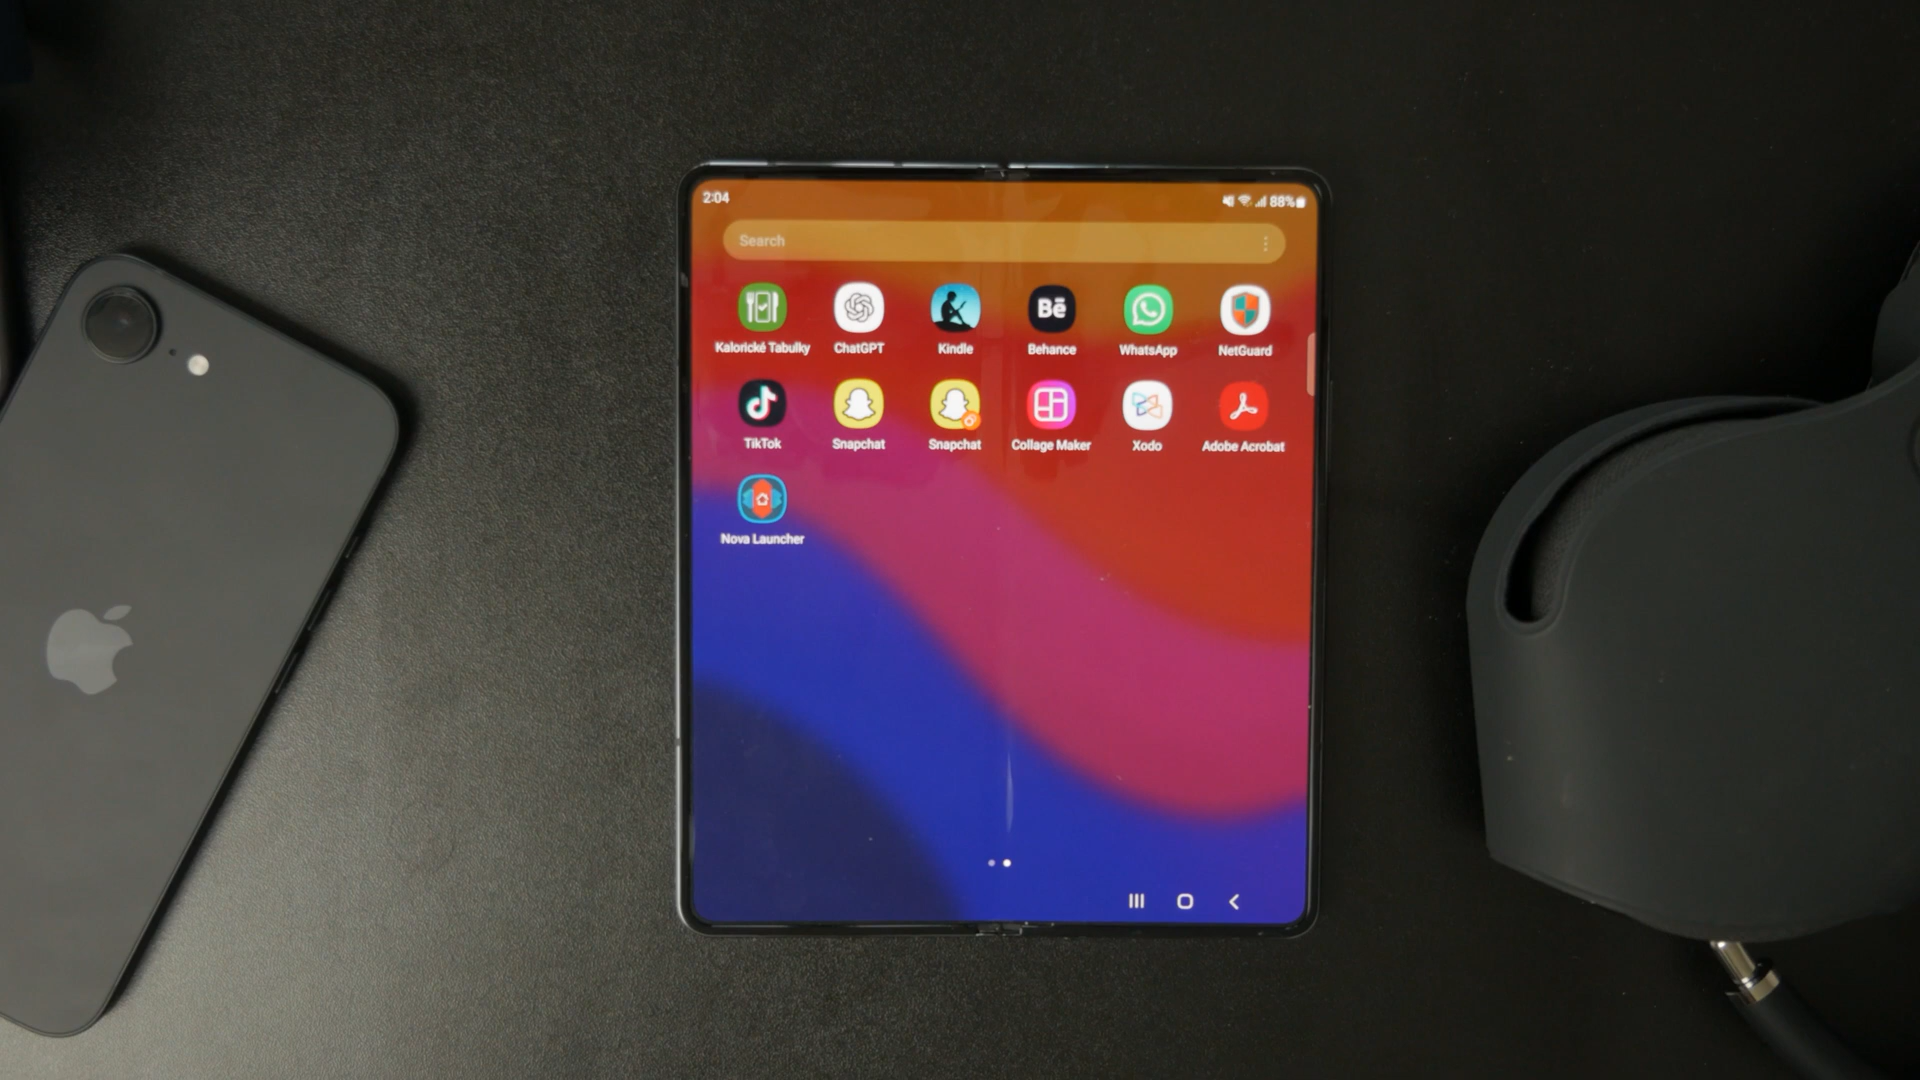 2:04
88%
Search
Bē
Kalorické Tabulky
ChatGPT
Kindle
Behance
WhatsApp
NetGuard
TikTok
Snapchat
Snapchat
Collage Maker
Xodo
Adobe Acrobat
Nova Launcher